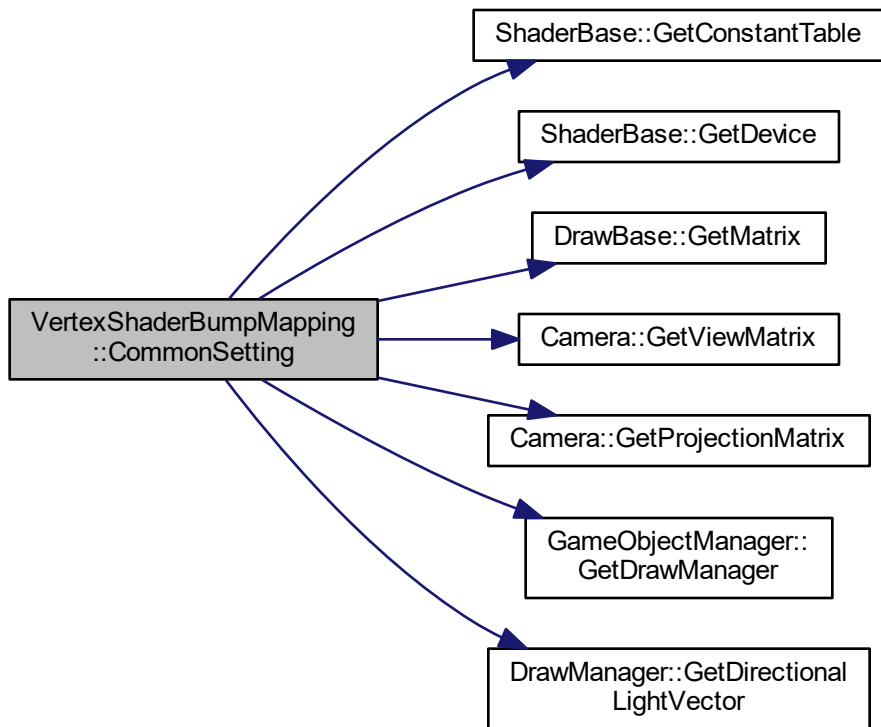 ShaderBase::GetConstantTable
ShaderBase::GetDevice
DrawBase::GetMatrix
VertexShaderBumpMapping
::CommonSetting
Camera::GetViewMatrix
Camera::GetProjectionMatrix
GameObjectManager::
GetDrawManager
DrawManager::GetDirectional
LightVector